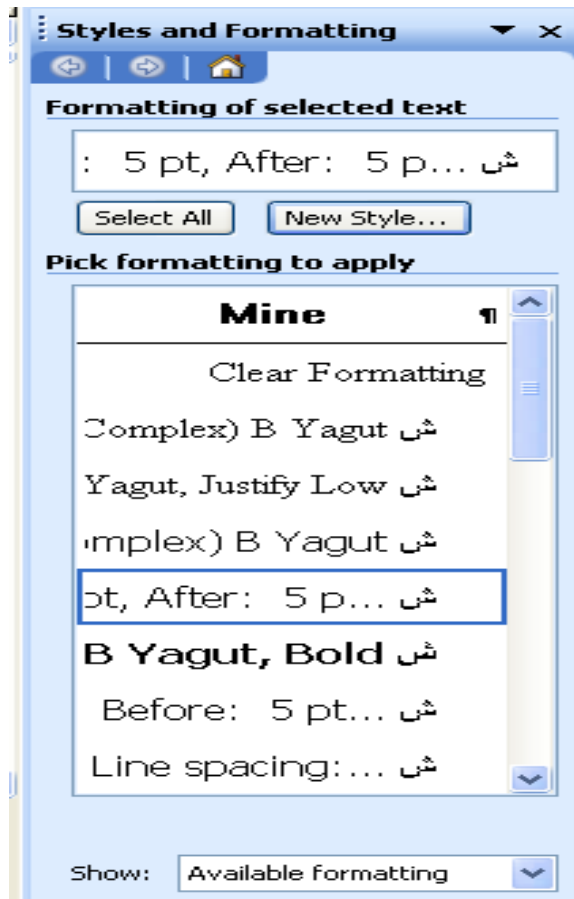 Styles and Formatting
Formatting of selected text
: 5 pt, After: 5 p... ش
Select All New Style...
Pick formatting to apply
Mine ¶
Clear Formatting
Complex) B Yagut ش
Yagut, Justify Low ش
mplex) B Yagut ش
pt, After: 5 p... ش
B Yagut, Bold ش
Before: 5 pt... ش
Line spacing:... ش
Show: Available formatting